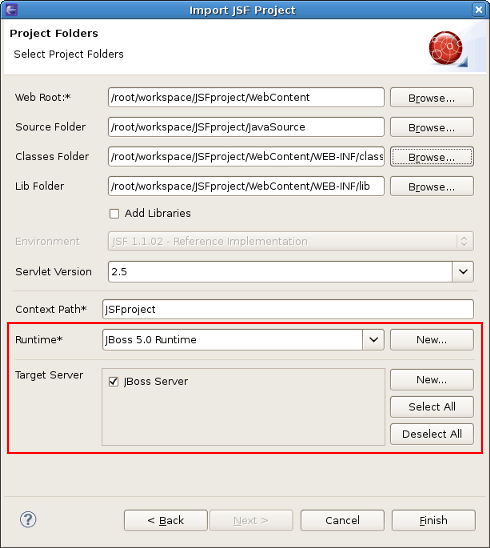 Import JSF Project
Project Folders
Select Project Folders
Web Root:* /root/workspace/JSFproject/WebContent Browse...
Source Folder /root/workspace/JSFproject/JavaSource Browse...
Classes Folder /root/workspace/JSFproject/WebContent/WEB-INF/class Browse...
Lib Folder /root/workspace/JSFproject/WebContent/WEB-INF/lib Browse...
Add Libraries
Environment JSF 1.1.02 - Reference Implementation
Servlet Version 2.5
Context Path* JSFproject
Runtime* JBoss 5.0 Runtime New...
Target Server JBoss Server New...
Select All
Deselect All
? < Back Next > Cancel Finish